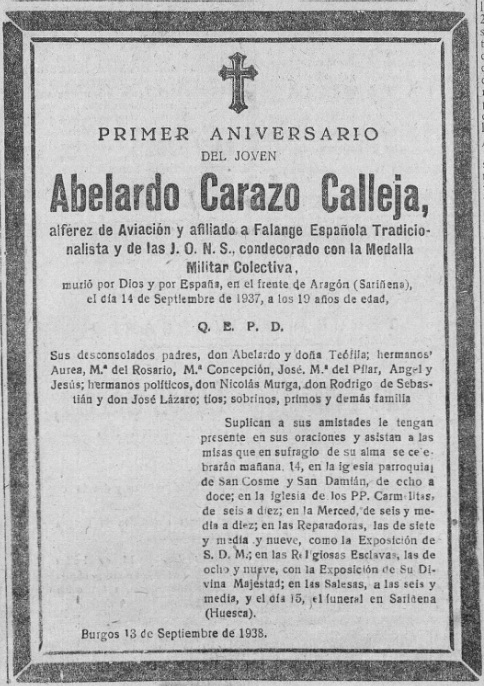 PRIMER ANIVERSARIO
DEL JOVEN
Abelardo Carazo Calleja,
alférez de Aviación y afiliado a Falange Española Tradicio-
nalista y de las J. O. N. S., condecorado con la Medalla
Militar Colectiva,
murió por Dios y por España, en el frente de Aragón (Sariñena),
el día 14 de Septiembre de 1937, a los 19 años de edad,
Q. E. P. D.
Sus desconsolados padres, don Abelardo y doña Teófila; hermanos'
Aurea, M.ª del Rosario, M.ª Concepción, José. M.ª del Pilar, Angel y
Jesús; hermanos políticos, don Nicolás Murga, don Rodrigo de Sebas-
tián y don José Lázaro; tíos; sobrinos, primos y demás familia
Suplican a sus amistades le tengan
presente en sus oraciones y asistan a las
misas que en sufragio de su alma se ce'e-
brarán mañana. 14, en la iglesia parroquial
de San Cosme y San Damián, de ocho a
doce; en la iglesia de los PP. Carmelitas,
de seis a diez; en la Merced, de seis y me-
dia a diez; en las Reparadoras, las de siete
y media y nueve, como la Exposición de
S. D. M.; en las Religiosas Esclavas, las de
ocho y nueve, con la Exposición de Su Di-
vina Majestad; en las Salesas, a las seis y
media, y el día 15, el funeral en Sariñena
(Huesca).
Burgos 13 de Septiembre de 1938.